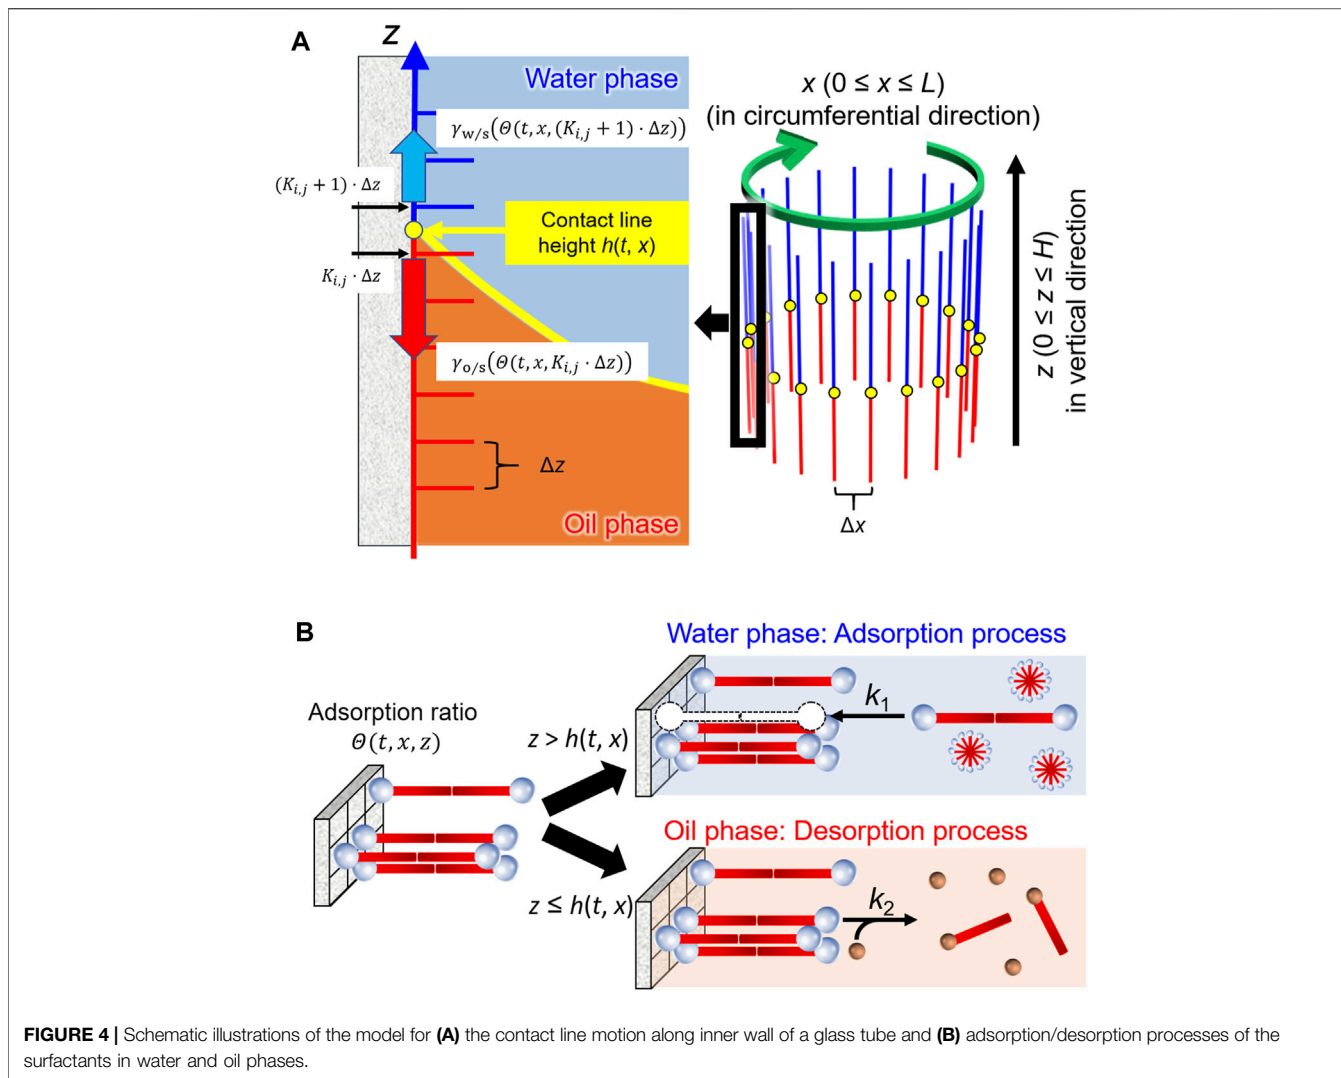 A
z
Water phase
γw/s(Θ(t, x, (Ki,j + 1) · Δz))
(Ki,j + 1) · Δz
Contact line
height h(t, x)
Ki,j · Δz
γo/s(Θ(t, x, Ki,j · Δz))
Δz
Oil phase
x (0 ≤ x ≤ L)
(in circumferential direction)
z (0 ≤ z ≤ H)
in vertical direction
Δx
B
Water phase: Adsorption process
Adsorption ratio
Θ(t, x, z)
z > h(t, x)
k1
Oil phase: Desorption process
z ≤ h(t, x)
k2
FIGURE 4 | Schematic illustrations of the model for (A) the contact line motion along inner wall of a glass tube and (B) adsorption/desorption processes of the
surfactants in water and oil phases.